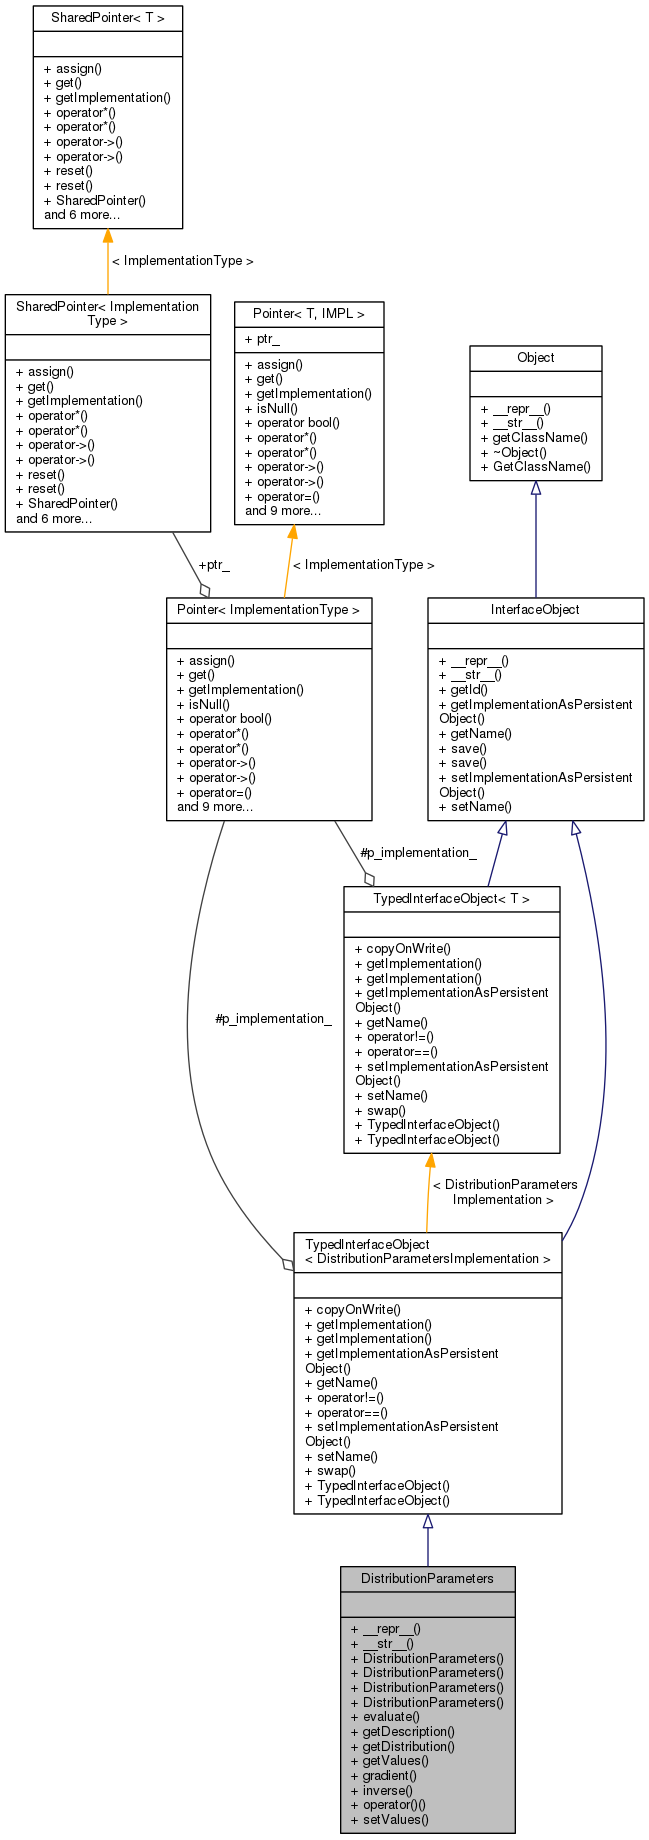 SharedPointer< T >
+ assign()
+ get()
+ getImplementation()
+ operator*()
+ operator*()
+ operator->()
+ operator->()
+ reset()
+ reset()
+ SharedPointer()
and 6 more...
< ImplementationType >
SharedPointer< Implementation
Type >
+ assign()
+ get()
+ getImplementation()
+ operator*()
+ operator*()
+ operator->()
+ operator->()
+ reset()
+ reset()
+ SharedPointer()
and 6 more...
Pointer< T, IMPL >
+ ptr_
+ assign()
+ get()
+ getImplementation()
+ isNull()
+ operator bool()
+ operator*()
+ operator*()
+ operator->()
+ operator->()
+ operator=()
and 9 more...
Object
+ __repr__()
+ __str__()
+ getClassName()
+ ~Object()
+ GetClassName()
+ptr_
< ImplementationType >
Pointer< ImplementationType >
+ assign()
+ get()
+ getImplementation()
+ isNull()
+ operator bool()
+ operator*()
+ operator*()
+ operator->()
+ operator->()
+ operator=()
and 9 more...
InterfaceObject
+ __repr__()
+ __str__()
+ getId()
+ getImplementationAsPersistent
Object()
+ getName()
+ save()
+ save()
+ setImplementationAsPersistent
Object()
+ setName()
#p_implementation_
TypedInterfaceObject< T >
+ copyOnWrite()
+ getImplementation()
+ getImplementation()
+ getImplementationAsPersistent
Object()
+ getName()
+ operator!=()
+ operator==()
+ setImplementationAsPersistent
Object()
+ setName()
+ swap()
+ TypedInterfaceObject()
+ TypedInterfaceObject()
#p_implementation_
< DistributionParameters
Implementation >
TypedInterfaceObject
< DistributionParametersImplementation >
+ copyOnWrite()
+ getImplementation()
+ getImplementation()
+ getImplementationAsPersistent
Object()
+ getName()
+ operator!=()
+ operator==()
+ setImplementationAsPersistent
Object()
+ setName()
+ swap()
+ TypedInterfaceObject()
+ TypedInterfaceObject()
DistributionParameters
+ __repr__()
+ __str__()
+ DistributionParameters()
+ DistributionParameters()
+ DistributionParameters()
+ DistributionParameters()
+ evaluate()
+ getDescription()
+ getDistribution()
+ getValues()
+ gradient()
+ inverse()
+ operator()()
+ setValues()